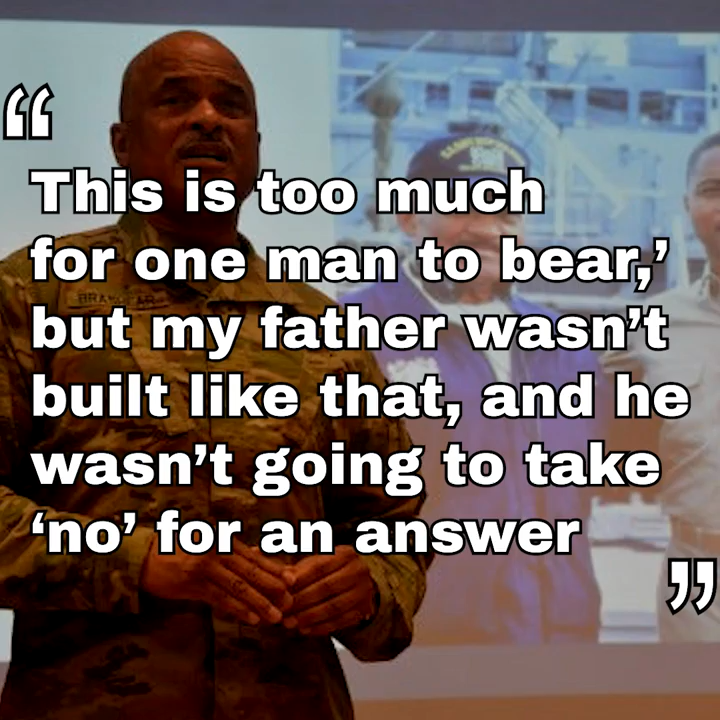 “
This is too much
for one man to bear,’
but my father wasn’t
built like that, and he
wasn’t going to take
‘no’ for an answer
”